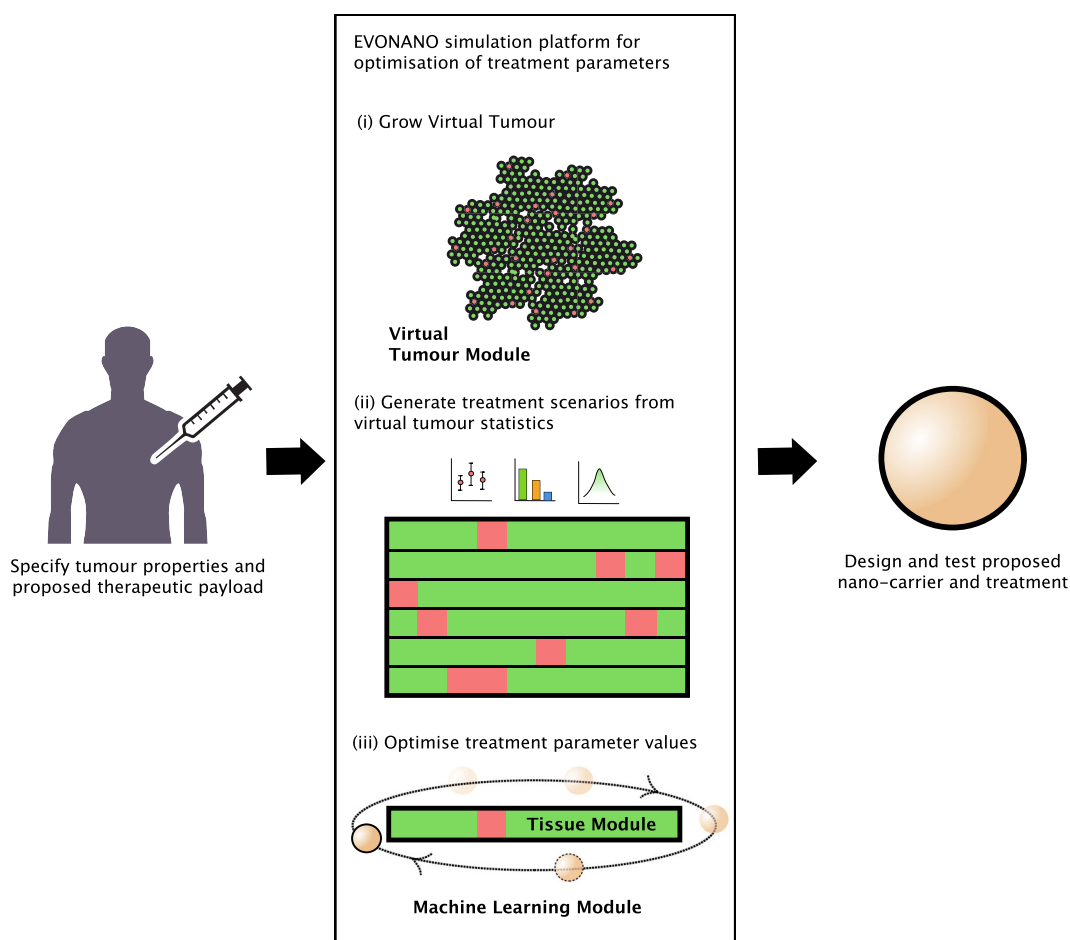 EVONANO simulation platform for
optimisation of treatment parameters
(i) Grow Virtual Tumour
Virtual
Tumour Module
(ii) Generate treatment scenarios from
virtual tumour statistics
Specify tumour properties and
proposed therapeutic payload
Design and test proposed
nano-carrier and treatment
(iii) Optimise treatment parameter values
Tissue Module
Machine Learning Module